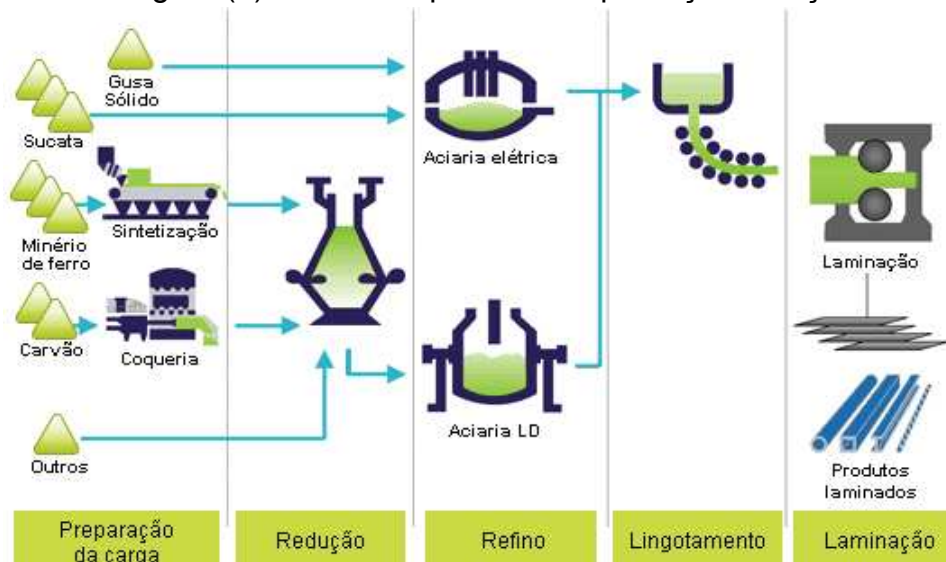 Gusa
Sólido
Sucata
Aciaria elétrica
Sintetização
Minério
de ferro
Laminação
Carvão
Coqueria
Aciaria LD
Outros
Produtos
laminados
Preparação
da carga
Redução
Refino
Lingotamento
Laminação